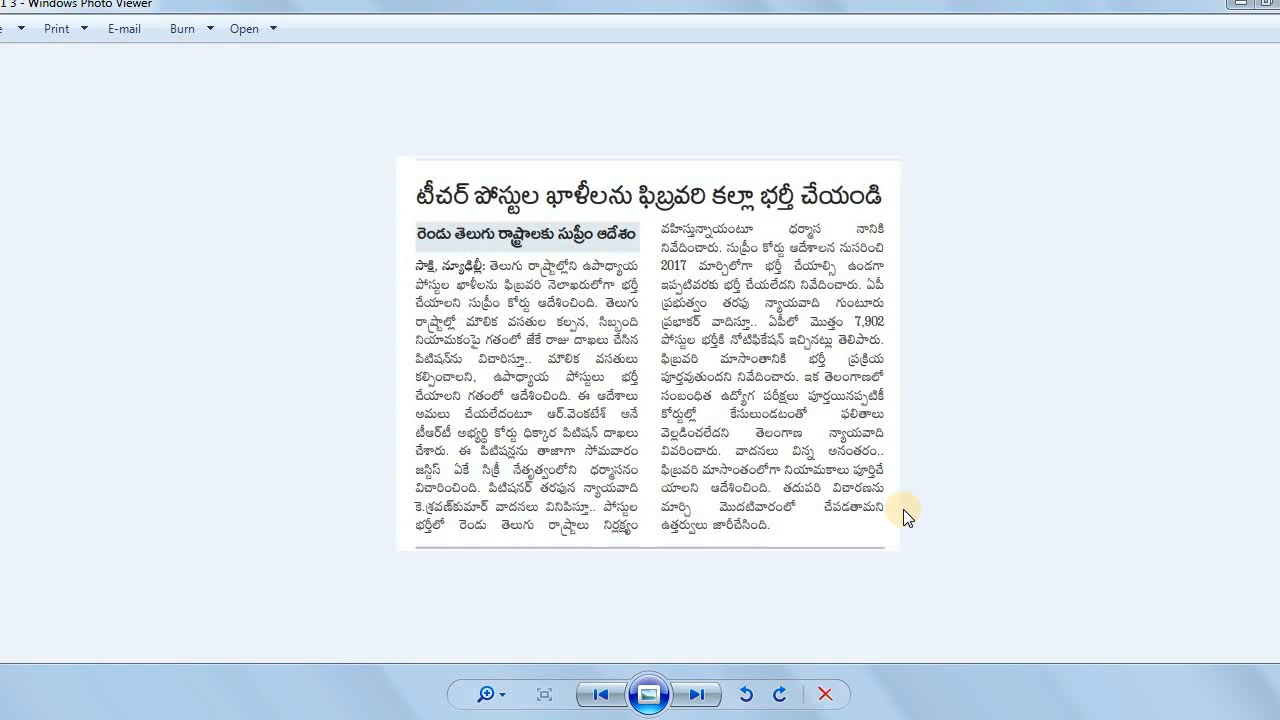 1 3 - Windows Photo Viewer
Print
E-mail
Burn
Open
టీచర్ పోస్టుల ఖాళీలను ఫిబ్రవరి కల్లా భర్తీ చేయండి
రెండు తెలుగు రాష్ట్రాలకు సుప్రీం ఆదేశం
సాక్షి, న్యూఢిల్లీ: తెలుగు రాష్ట్రాల్లోని ఉపాధ్యాయ
పోస్టుల ఖాళీలను ఫిబ్రవరి నెలాఖరులోగా భర్తీ
చేయాలని సుప్రీం కోర్టు ఆదేశించింది. తెలుగు
రాష్ట్రాల్లో మౌలిక వసతుల కల్పన, సిబ్బంది
నియామకంపై గతంలో జేకే రాజు దాఖలు చేసిన
పిటిషన్‌ను విచారిస్తూ.. మౌలిక వసతులు
కల్పించాలని, ఉపాధ్యాయ పోస్టులు భర్తీ
చేయాలని గతంలో ఆదేశించింది. ఈ ఆదేశాలు
అమలు చేయలేదంటూ ఆర్.వెంకటేశ్ అనే
టీఆర్‌టీ అభ్యర్థి కోర్టు ధిక్కార పిటిషన్ దాఖలు
చేశారు. ఈ పిటిషన్లను తాజాగా సోమవారం
జస్టిస్ ఏకే సిక్రీ నేతృత్వంలోని ధర్మాసనం
విచారించింది. పిటిషనర్ తరఫున న్యాయవాది
కె.శ్రవణ్‌కుమార్ వాదనలు వినిపిస్తూ.. పోస్టుల
భర్తీలో రెండు తెలుగు రాష్ట్రాలు నిర్లక్ష్యం
వహిస్తున్నాయంటూ ధర్మాస నానికి
నివేదించారు. సుప్రీం కోర్టు ఆదేశాలన నుసరించి
2017 మార్చిలోగా భర్తీ చేయాల్సి ఉండగా
ఇప్పటివరకు భర్తీ చేయలేదని నివేదించారు. ఏపీ
ప్రభుత్వం తరఫు న్యాయవాది గుంటూరు
ప్రభాకర్ వాదిస్తూ.. ఏపీలో మొత్తం 7,902
పోస్టుల భర్తీకి నోటిఫికేషన్ ఇచ్చినట్లు తెలిపారు.
ఫిబ్రవరి మాసాంతానికి భర్తీ ప్రక్రియ
పూర్తవుతుందని నివేదించారు. ఇక తెలంగాణలో
సంబంధిత ఉద్యోగ పరీక్షలు పూర్తయినప్పటికీ
కోర్టుల్లో కేసులుండటంతో ఫలితాలు
వెల్లడించలేదని తెలంగాణ న్యాయవాది
వివరించారు. వాదనలు విన్న అనంతరం..
ఫిబ్రవరి మాసాంతంలోగా నియామకాలు పూర్తిచే
యాలని ఆదేశించింది. తదుపరి విచారణను
మార్చి మొదటివారంలో చేపడతామని
ఉత్తర్వులు జారీచేసింది.